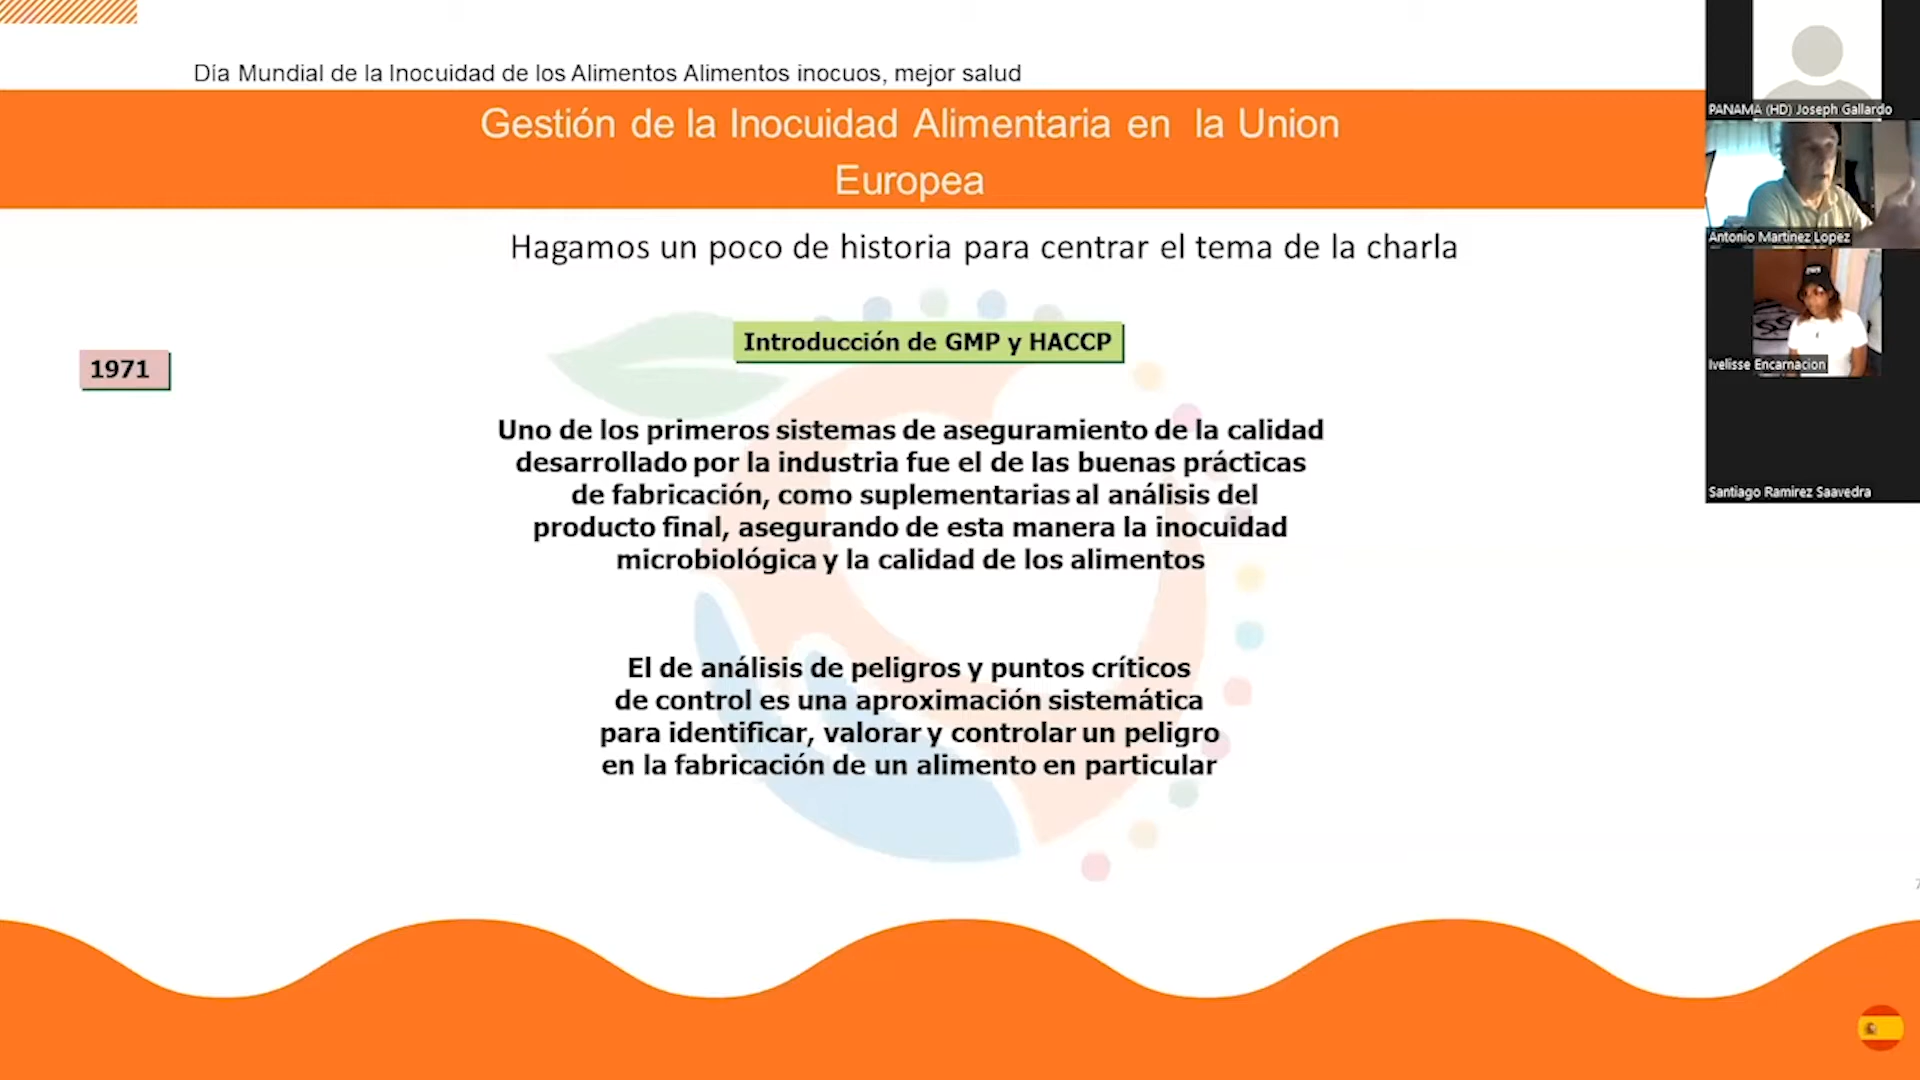 Día Mundial de la Inocuidad de los Alimentos Alimentos inocuos, mejor salud
Gestión de la Inocuidad Alimentaria en la Union
Europea
Hagamos un poco de historia para centrar el tema de la charla
Introducción de GMP y HACCP
1971
Uno de los primeros sistemas de aseguramiento de la calidad
desarrollado por la industria fue el de las buenas prácticas
de fabricación, como suplementarias al análisis del
producto final, asegurando de esta manera la inocuidad
microbiológica y la calidad de los alimentos
El de análisis de peligros y puntos críticos
de control es una aproximación sistemática
para identificar, valorar y controlar un peligro
en la fabricación de un alimento en particular
PANAMA (HD) Joseph Gallardo
Antonio Martinez Lopez
Ivelisse Encarnacion
Santiago Ramirez Saavedra